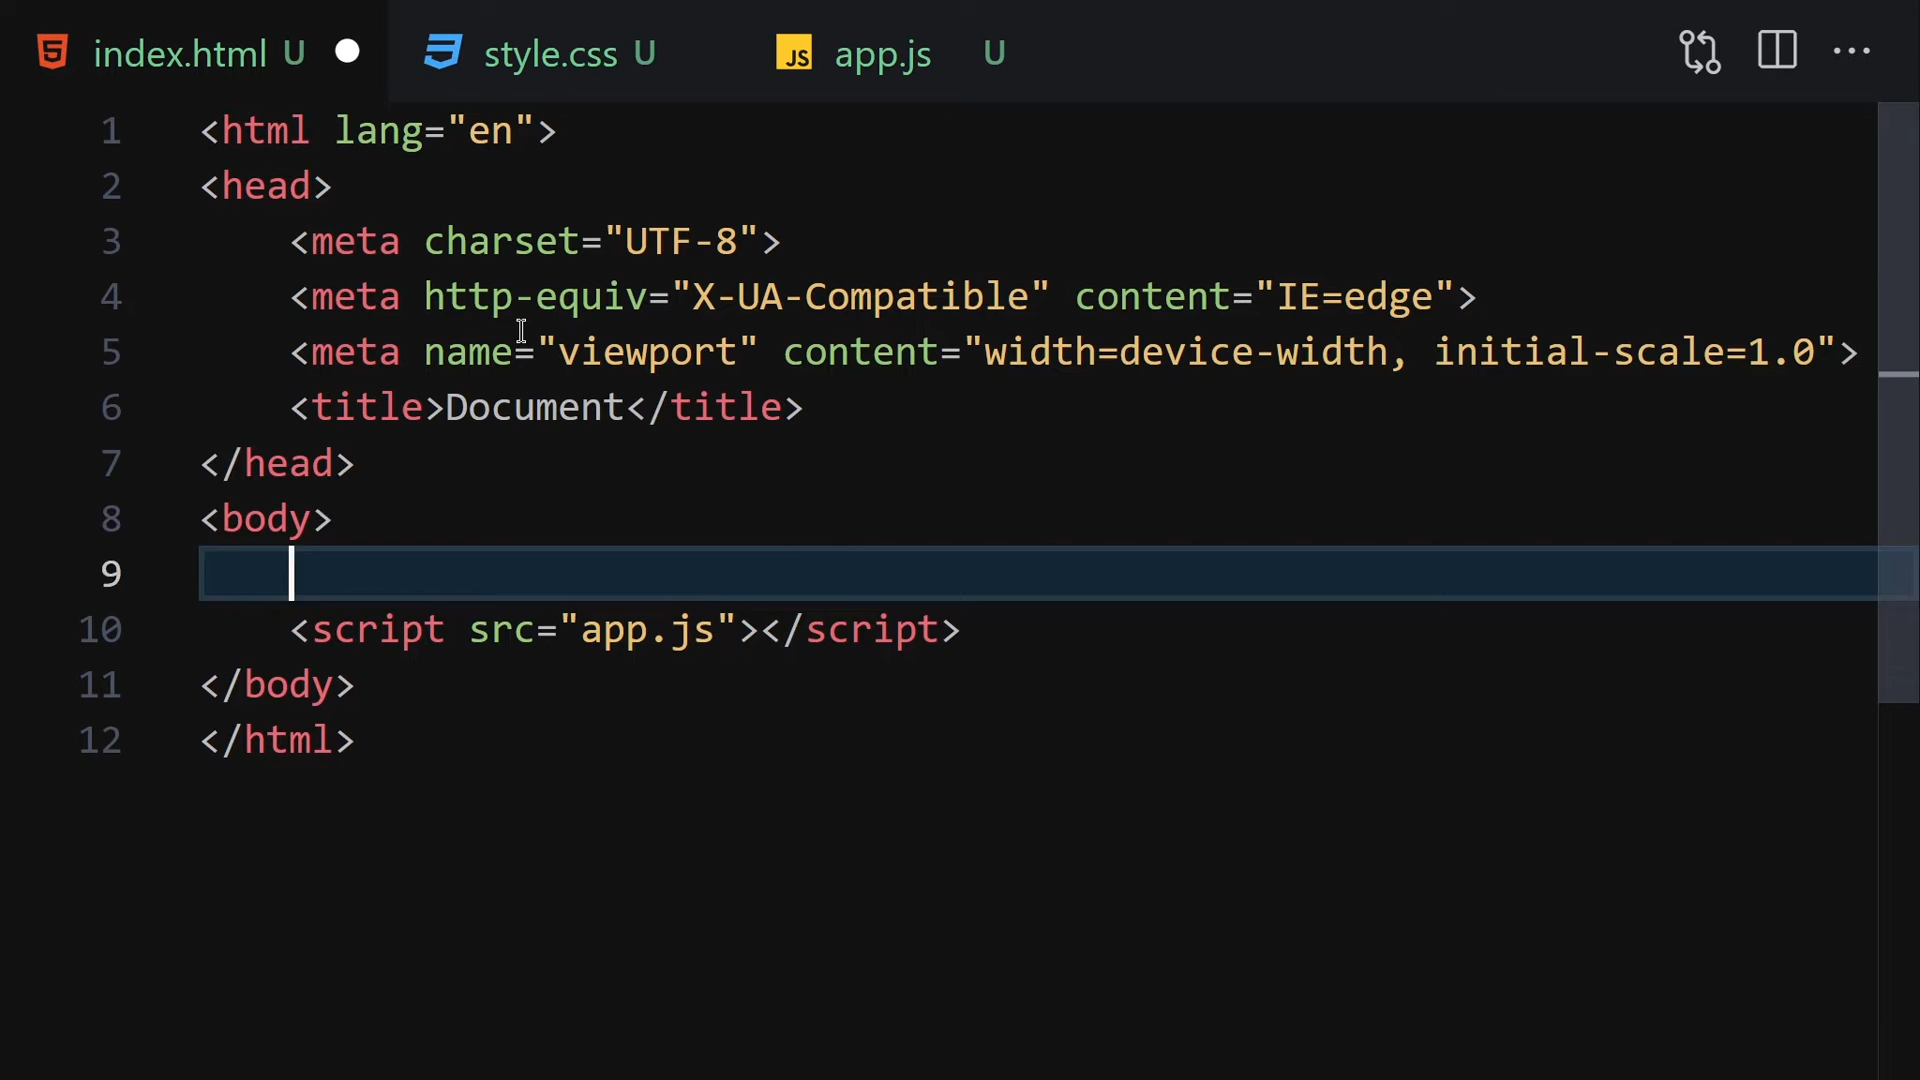 index.html U style.css U JS app.js U
1 <html lang="en">
2 <head>
3 <meta charset="UTF-8">
4 <meta http-equiv="X-UA-Compatible" content="IE=edge">
5 <meta name="viewport" content="width=device-width, initial-scale=1.0">
6 <title>Document</title>
7 </head>
8 <body>
9
10 <script src="app.js"></script>
11 </body>
12 </html>